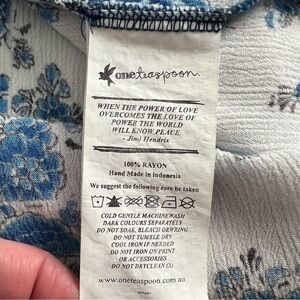 oneteaspoon.
WHEN THE POWER OF LOVE
OVERCOMES THE LOVE OF
POWER THE WORLD
WILL KNOW PEACE.
- Jimi Hendrix
100% RAYON
Hand Made in Indonesia
We suggest the following care be taken
COLD GENTLE MACHINE WASH
DARK COLOURS SEPARATELY
DO NOT SOAK, BLEACH OR WRING
DO NOT TUMBLE DRY
COOL IRON IF NEEDED
DO NOT IRON ON PRINT
OR ACCESSORIES
DO NOT DRYCLEAN
www.oneteaspoon.com.au